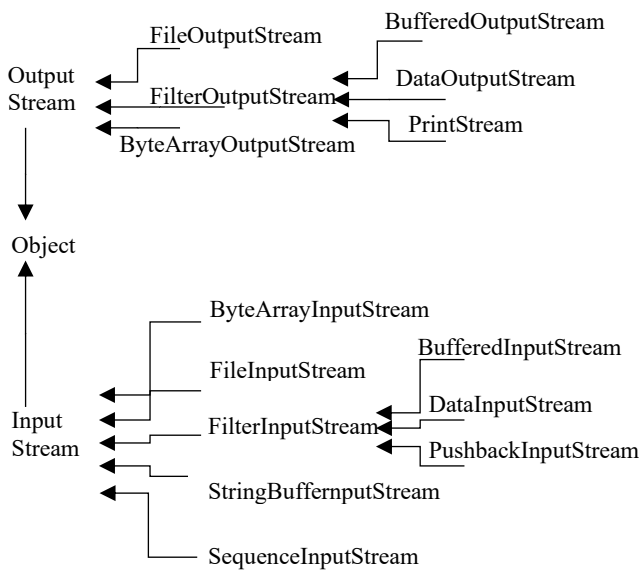 FileOutputStream
BufferedOutputStream
Output
Stream
FilterOutputStream
DataOutputStream
PrintStream
ByteArrayOutputStream
Object
ByteArrayInputStream
FileInputStream
BufferedInputStream
Input
Stream
FilterInputStream
DataInputStream
PushbackInputStream
StringBuffernputStream
SequenceInputStream